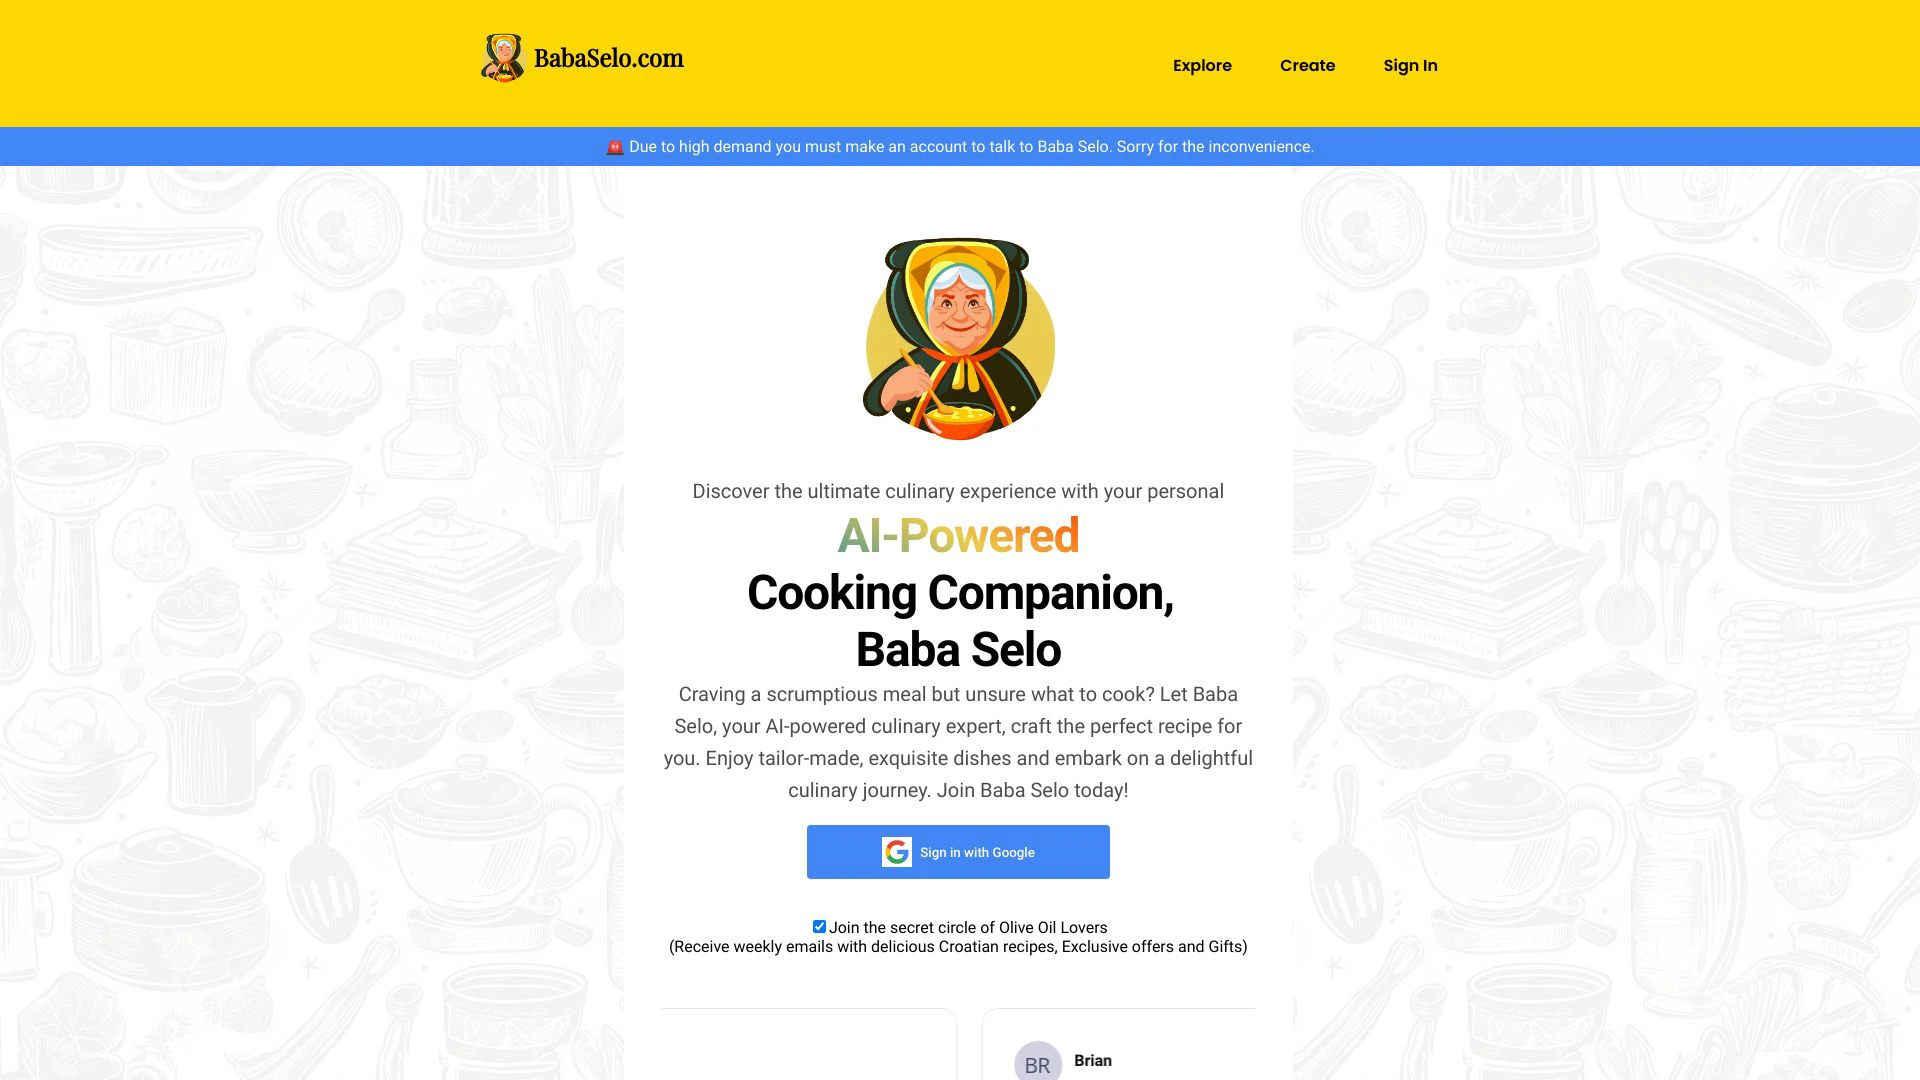 BabaSelo.com
Explore
Create
Sign In
🚨 Due to high demand you must make an account to talk to Baba Selo. Sorry for the inconvenience.
Discover the ultimate culinary experience with your personal
AI-Powered
Cooking Companion,
Baba Selo
Craving a scrumptious meal but unsure what to cook? Let Baba
Selo, your AI-powered culinary expert, craft the perfect recipe for
you. Enjoy tailor-made, exquisite dishes and embark on a delightful
culinary journey. Join Baba Selo today!
Sign in with Google
Join the secret circle of Olive Oil Lovers
(Receive weekly emails with delicious Croatian recipes, Exclusive offers and Gifts)
BR
Brian